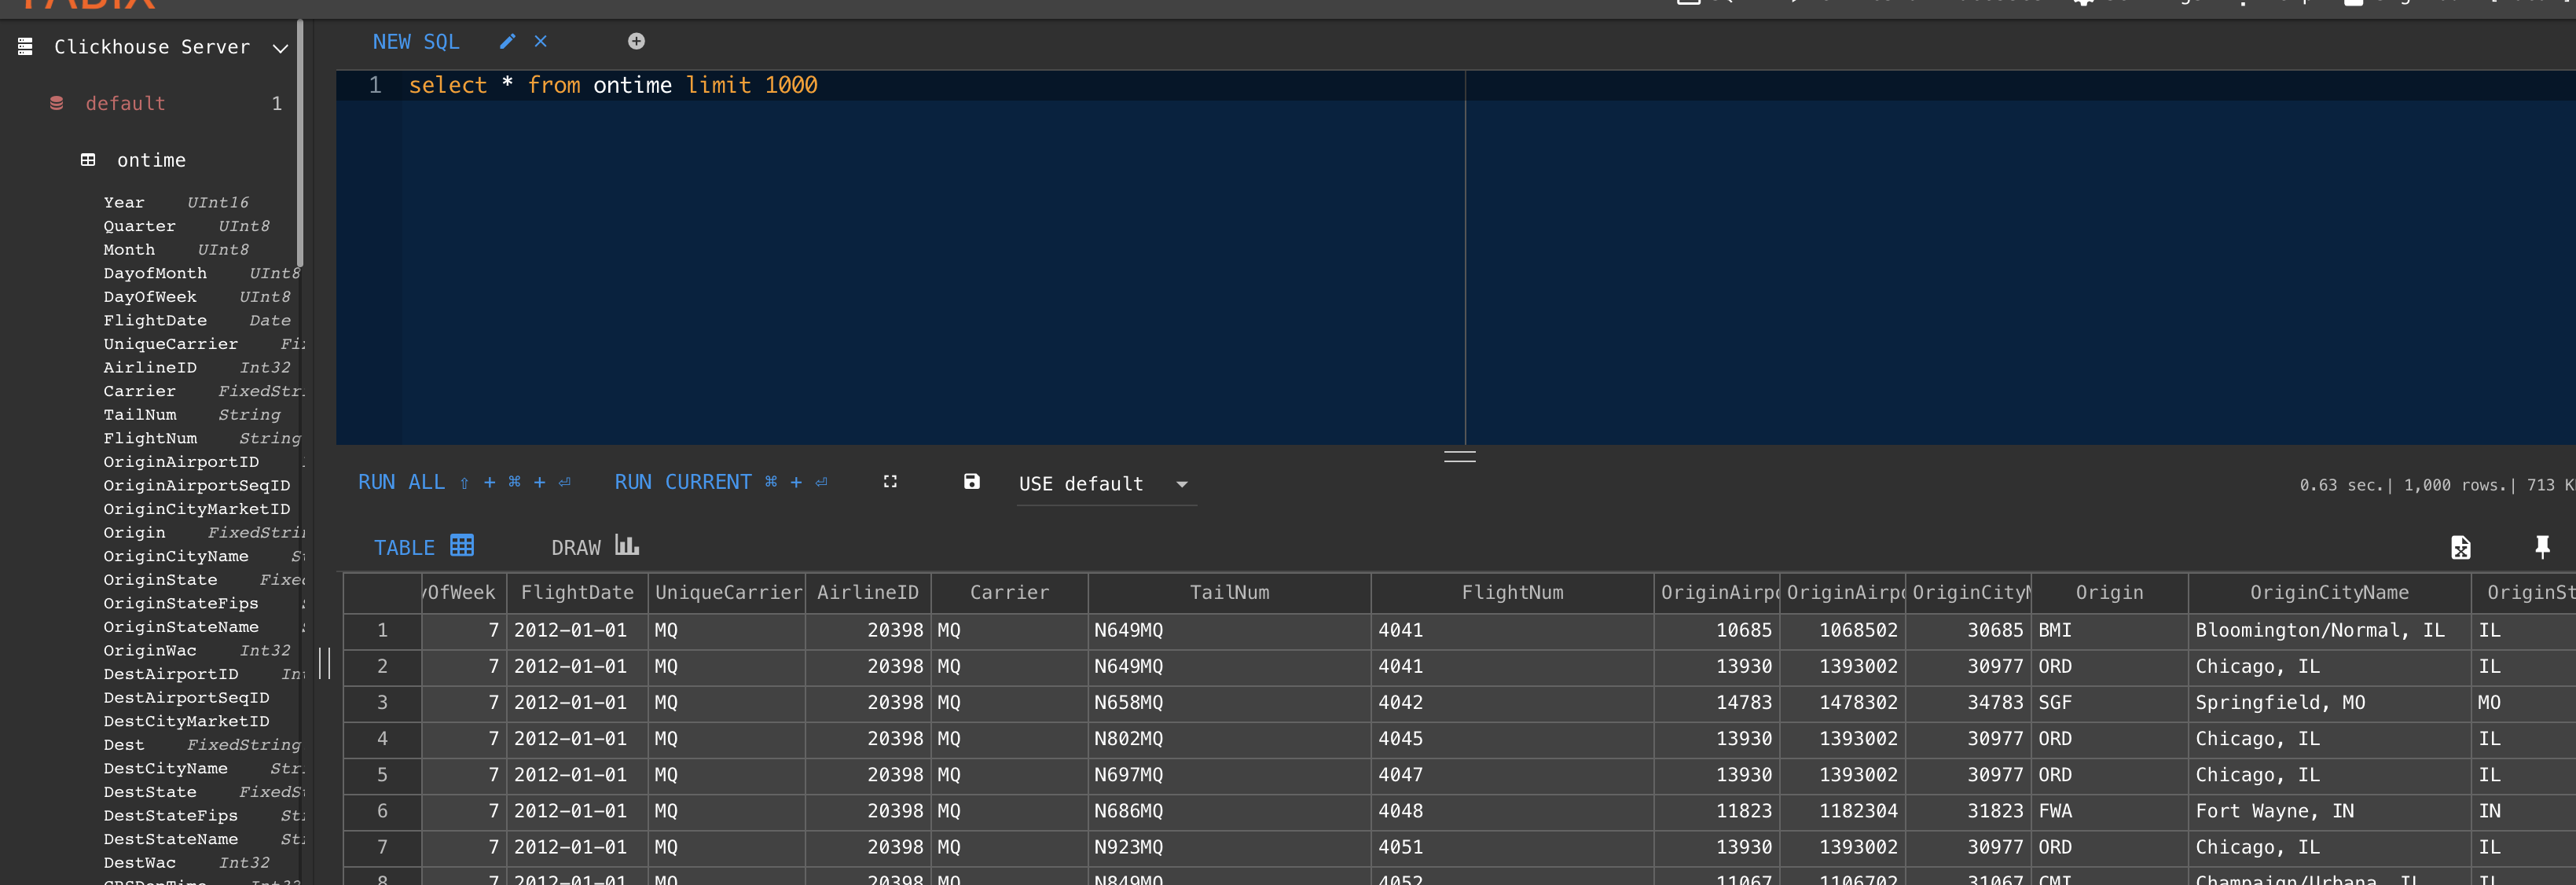 TABIX
Clickhouse Server
default 1
ontime
Year UInt16
Quarter UInt8
Month UInt8
DayofMonth UInt8
DayOfWeek UInt8
FlightDate Date
UniqueCarrier
AirlineID Int32
Carrier FixedStr
TailNum String
FlightNum String
OriginAirportID
OriginAirportSeqID
OriginCityMarketID
Origin FixedStri
OriginCityName
OriginState Fixed
OriginStateFips
OriginStateName
OriginWac Int32
DestAirportID Int
DestAirportSeqID
DestCityMarketID
Dest FixedString
DestCityName Str
DestState FixedSt
DestStateFips St
DestStateName St
DestWac Int32
CRSDepTime Int32
NEW SQL
1 select * from ontime limit 1000
RUN ALL ⇧ + ⌘ + ⏎ RUN CURRENT ⌘ + ⏎ USE default 0.63 sec.| 1,000 rows.| 713 K
TABLE DRAW
yOfWeek FlightDate UniqueCarrier AirlineID Carrier TailNum FlightNum OriginAirpo OriginAirpo OriginCityM Origin OriginCityName OriginSt
1 7 2012-01-01 MQ 20398 MQ N649MQ 4041 10685 1068502 30685 BMI Bloomington/Normal, IL IL
2 7 2012-01-01 MQ 20398 MQ N649MQ 4041 13930 1393002 30977 ORD Chicago, IL IL
3 7 2012-01-01 MQ 20398 MQ N658MQ 4042 14783 1478302 34783 SGF Springfield, MO MO
4 7 2012-01-01 MQ 20398 MQ N802MQ 4045 13930 1393002 30977 ORD Chicago, IL IL
5 7 2012-01-01 MQ 20398 MQ N697MQ 4047 13930 1393002 30977 ORD Chicago, IL IL
6 7 2012-01-01 MQ 20398 MQ N686MQ 4048 11823 1182304 31823 FWA Fort Wayne, IN IN
7 7 2012-01-01 MQ 20398 MQ N923MQ 4051 13930 1393002 30977 ORD Chicago, IL IL
8 7 2012-01-01 MQ 20398 MQ N849MQ 4052 11067 1106702 31067 CMI Champaign/Urbana, IL IL